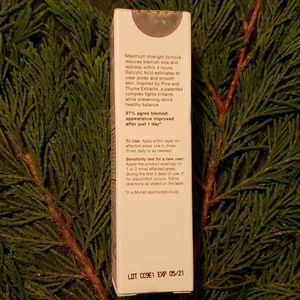 Maximum strength formula
reduces blemish size and
redness within 4 hours.
Salicylic Acid exfoliates to
clear pores and smooth
skin. Inspired by Pine and
Thyme Extracts, a patented
complex fights irritants
while preserving skin's
healthy balance.
97% agree blemish
appearance improved
after just 1 day*
To Use: Apply a thin layer on
affected areas one to three
times daily or as needed.
Sensitivity test for a new user:
Apply the product sparingly to
1 or 2 small affected areas
during the first 3 days of use. If
no discomfort occurs, follow
directions as stated on the label.
*In a Murad sponsored study.
LOT CC9E1 EXP 05/21